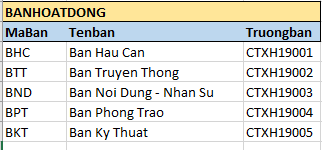 BANHOATDONG
MaBan Tenban Truongban
BHC Ban Hau Can CTXH19001
BTT Ban Truyen Thong CTXH19002
BND Ban Noi Dung - Nhan Su CTXH19003
BPT Ban Phong Trao CTXH19004
BKT Ban Ky Thuat CTXH19005